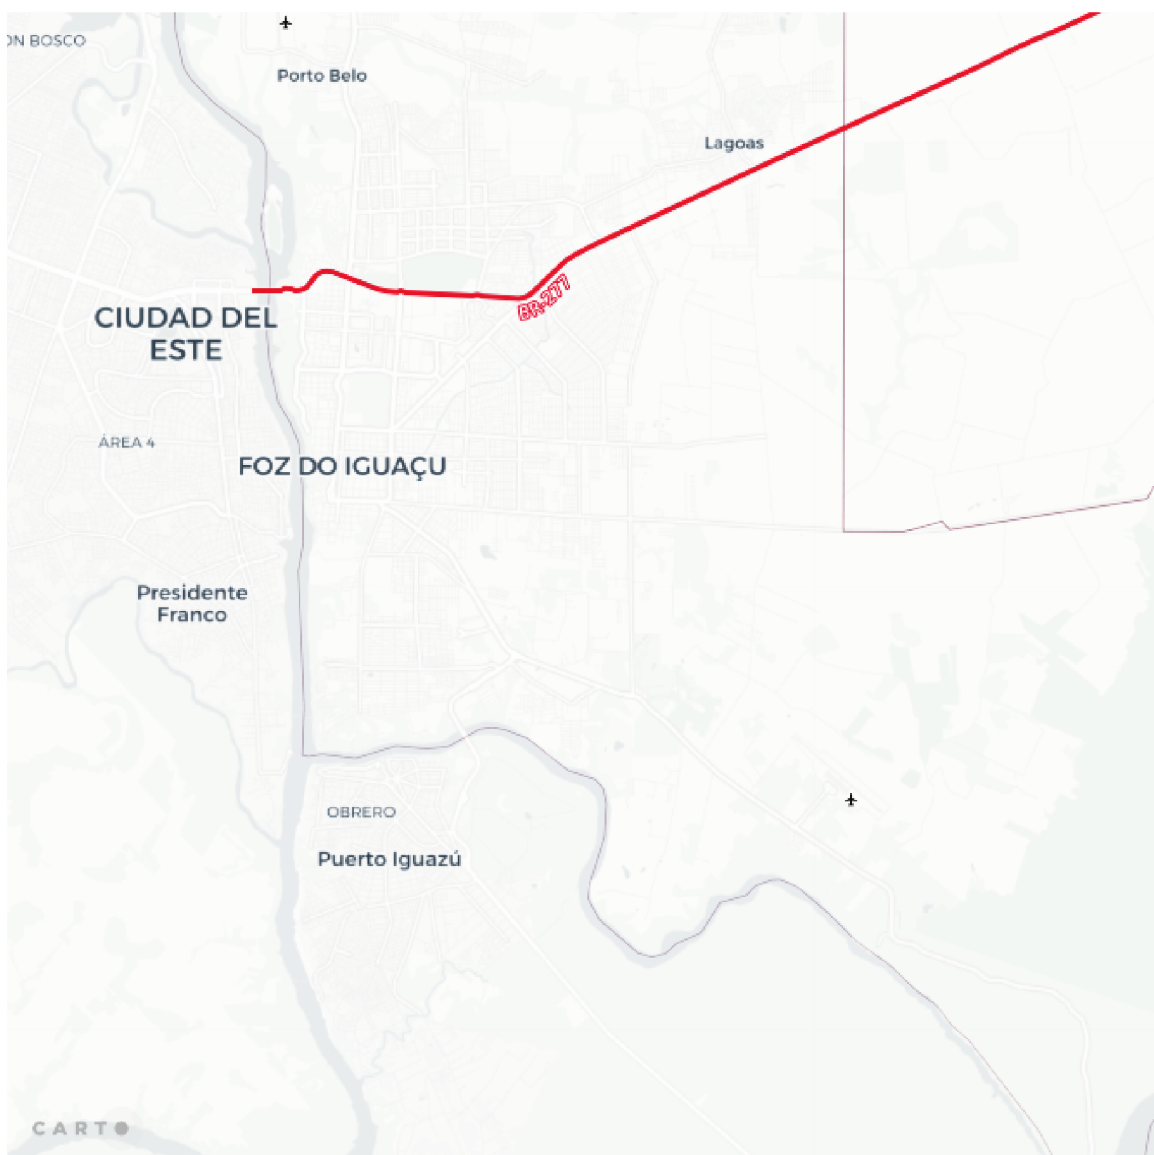 ON BOSCO
Porto Belo
Lagoas
BR-277
CIUDAD DEL
ESTE
ÁREA 4
FOZ DO IGUAÇU
Presidente
Franco
OBRERO
Puerto Iguazú
CARTO